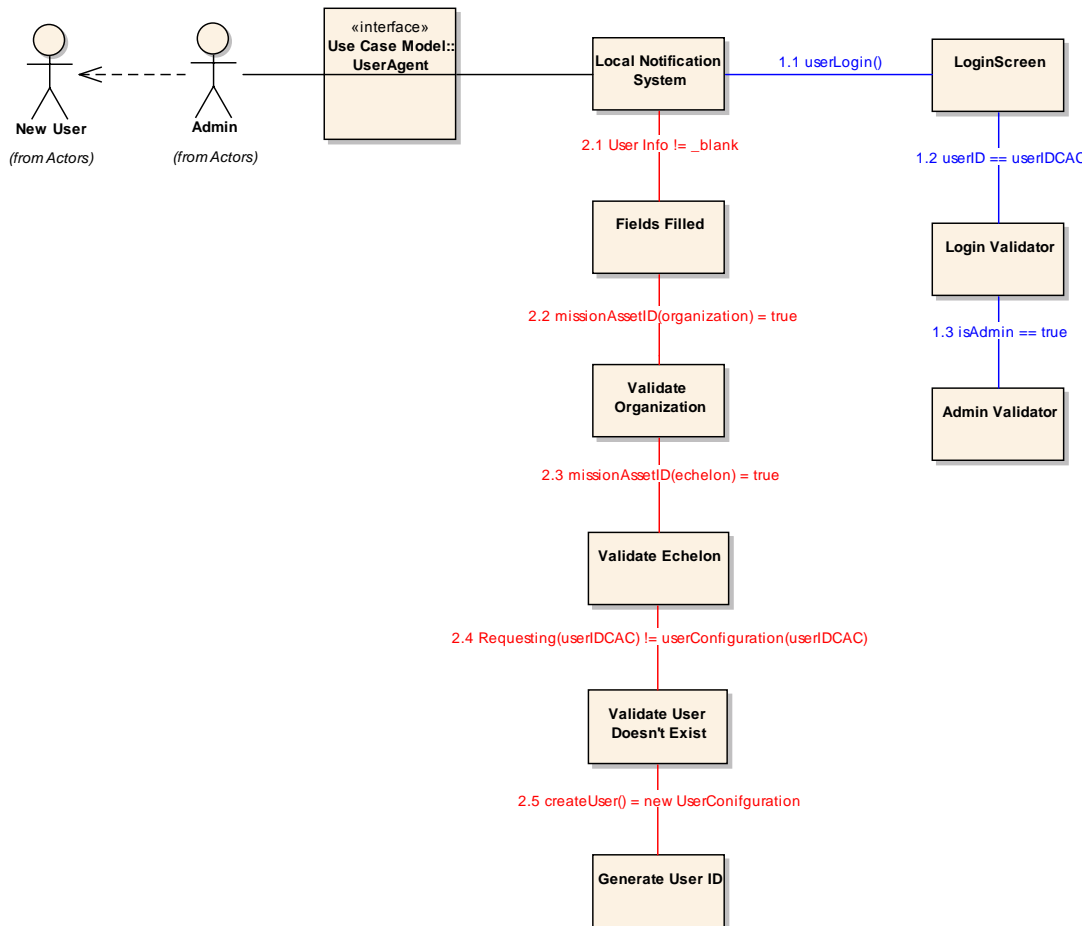 «interface»
Use Case Model::
UserAgent
Local Notification
System
1.1 userLogin()
LoginScreen
New User
(from Actors)
Admin
(from Actors)
2.1 User Info != _blank
1.2 userID == userIDCAC
Fields Filled
Login Validator
2.2 missionAssetID(organization) = true
1.3 isAdmin == true
Validate
Organization
Admin Validator
2.3 missionAssetID(echelon) = true
Validate Echelon
2.4 Requesting(userIDCAC) != userConfiguration(userIDCAC)
Validate User
Doesn't Exist
2.5 createUser() = new UserConifguration
Generate User ID